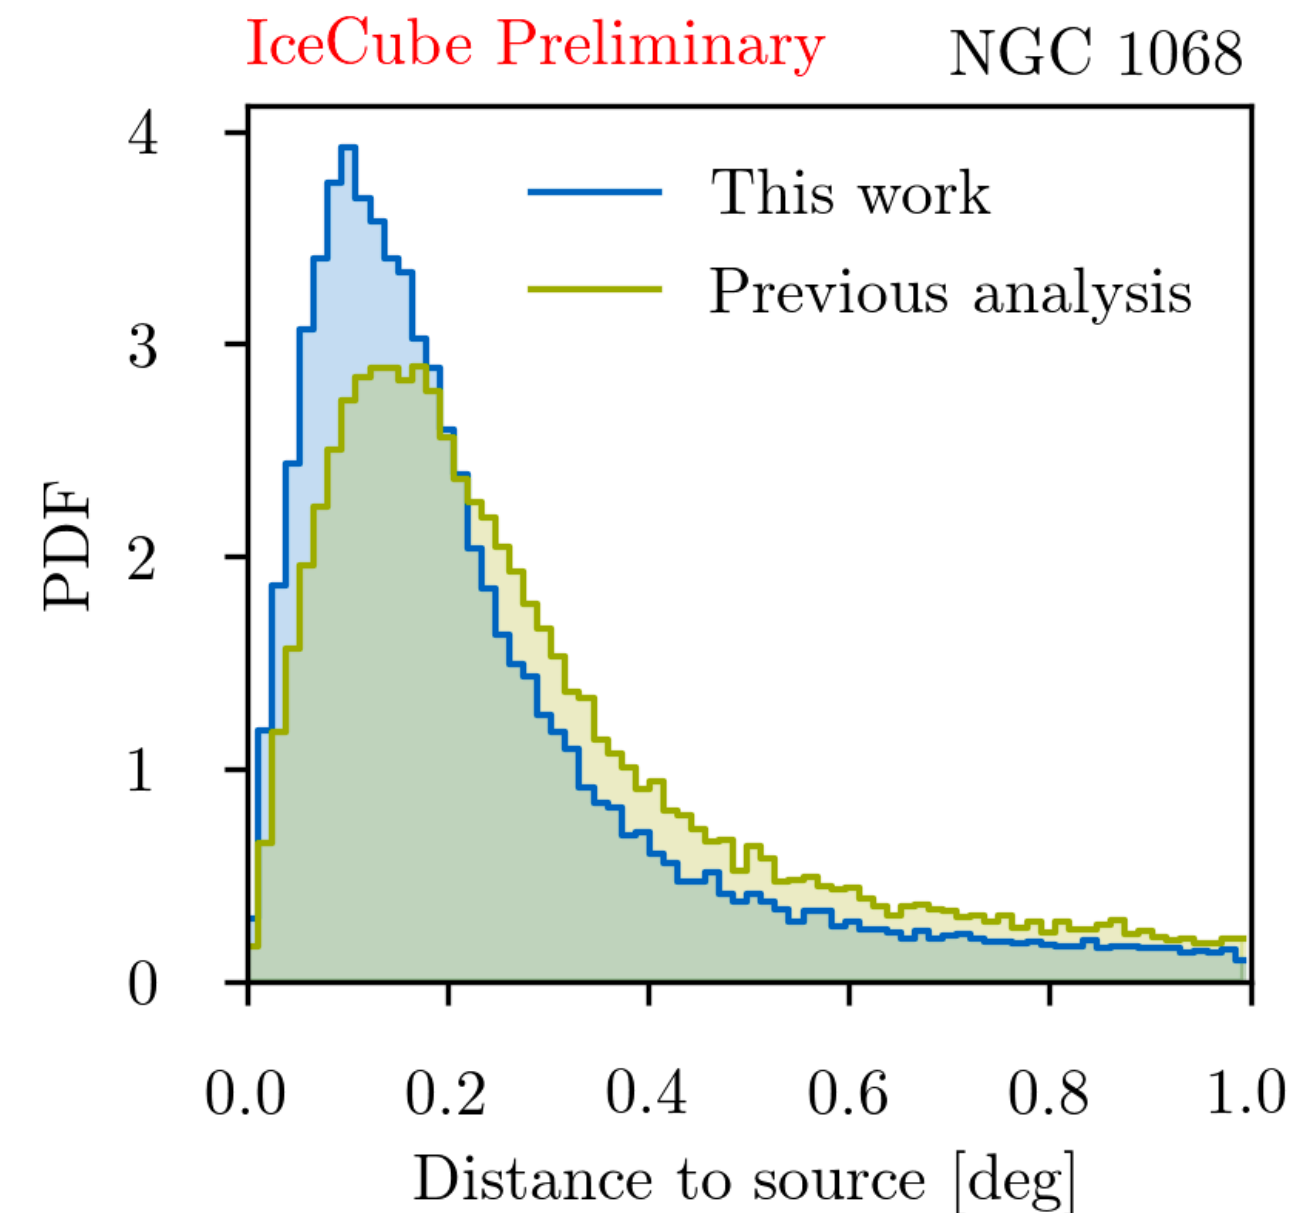 IceCube Preliminary NGC 1068
4
This work
Previous analysis
3
PDF
2
1
0
0.0 0.2 0.4 0.6 0.8 1.0
Distance to source [deg]